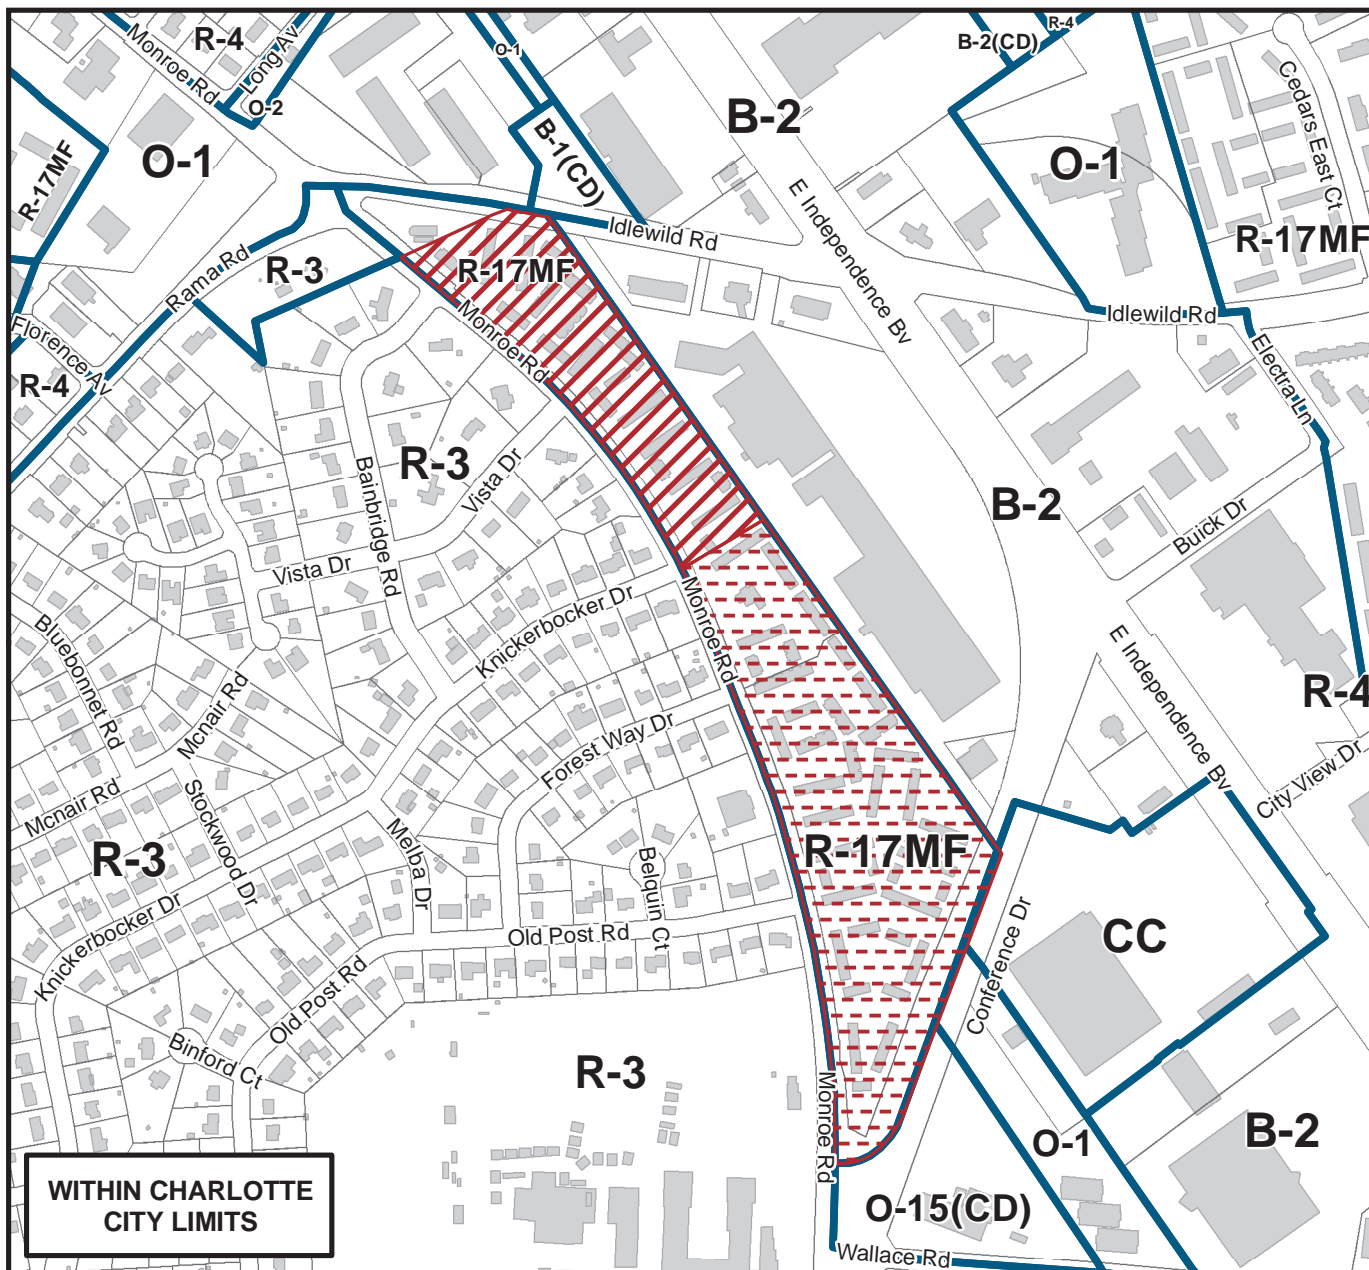 R-4
Monroe Rd
Long Av
O-2
O-1
R-17MF
O-1
B-1(CD)
B-2
B-2(CD)
R-4
O-1
Cedars East Ct
R-17MF
Idlewild Rd
E Independence Bv
Idlewild Rd
Electra Ln
Rama Rd
R-3
R-17MF
Monroe Rd
Florence Av
R-4
R-3
Vista Dr
Bainbridge Rd
Vista Dr
B-2
Buick Dr
Knickerbocker Dr
Monroe Rd
E Independence Bv
R-4
City View Dr
Bluebonnet Rd
Mcnair Rd
Mcnair Rd
Stockwood Dr
Forest Way Dr
Melba Dr
Belquin Ct
R-3
Knickerbocker Dr
Old Post Rd
Old Post Rd
Binford Ct
R-17MF
Conference Dr
CC
R-3
Monroe Rd
O-1
B-2
O-15(CD)
Wallace Rd
WITHIN CHARLOTTE
CITY LIMITS